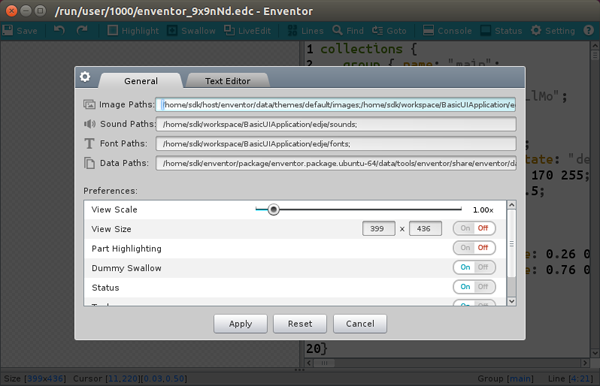 /run/user/1000/enventor_9x9nNd.edc - Enventor
Save Highlight Swallow LiveEdit Lines Find Goto Console Status Setting
1 collections {
group { name: "main";
General Text Editor
Image Paths: /home/sdk/host/enventor/data/themes/default/images;/home/sdk/workspace/BasicUIApplication/e
lMo";
Sound Paths: /home/sdk/workspace/BasicUIApplication/edje/sounds;
Font Paths: /home/sdk/workspace/BasicUIApplication/edje/fonts;
Data Paths: /home/sdk/enventor/package/enventor.package.ubuntu-64/data/tools/enventor/share/enventor/da
tate: "de
170 255;
.5;
Preferences:
View Scale 1.00x
View Size 399 x 436 On Off
Part Highlighting On Off
: 0.26 0
Dummy Swallow On Off
: 0.76 0
Status On Off
Apply Reset Cancel
20}
Size [399x436] Cursor [11,220][0.03,0.50] Group [main] Line [4:21]